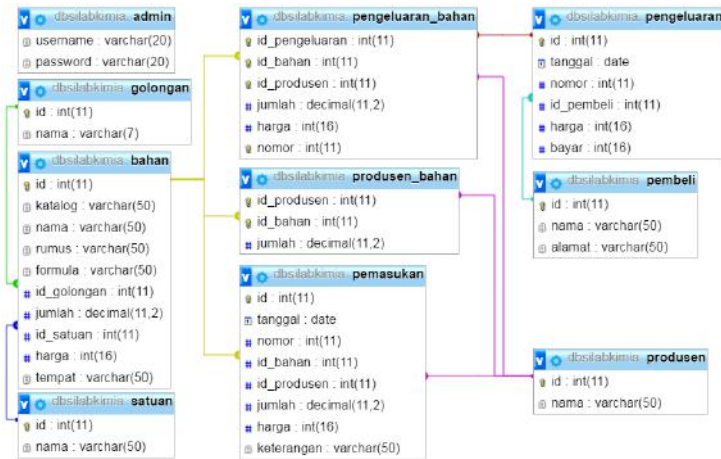 dbsilabkimia. admin
username : varchar(20)
password : varchar(20)
dbsilabkimia. golongan
id : int(11)
nama : varchar(7)
dbsilabkimia. bahan
id : int(11)
katalog : varchar(50)
nama : varchar(50)
rumus : varchar(50)
formula : varchar(50)
id_golongan : int(11)
jumlah : decimal(11,2)
id_satuan : int(11)
harga : int(16)
tempat : varchar(50)
dbsilabkimia. satuan
id : int(11)
nama : varchar(50)
dbsilabkimia. pengeluaran_bahan
id_pengeluaran : int(11)
id_bahan : int(11)
id_produsen : int(11)
jumlah : decimal(11,2)
harga : int(16)
nomor : int(11)
dbsilabkimia. produsen_bahan
id_produsen : int(11)
id_bahan : int(11)
jumlah : decimal(11,2)
dbsilabkimia. pemasukan
id : int(11)
tanggal : date
nomor : int(11)
id_bahan : int(11)
id_produsen : int(11)
jumlah : decimal(11,2)
harga : int(16)
keterangan : varchar(50)
dbsilabkimia. pengeluaran
id : int(11)
tanggal : date
nomor : int(11)
id_pembeli : int(11)
harga : int(16)
bayar : int(16)
dbsilabkimia. pembeli
id : int(11)
nama : varchar(50)
alamat : varchar(50)
dbsilabkimia. produsen
id : int(11)
nama : varchar(50)